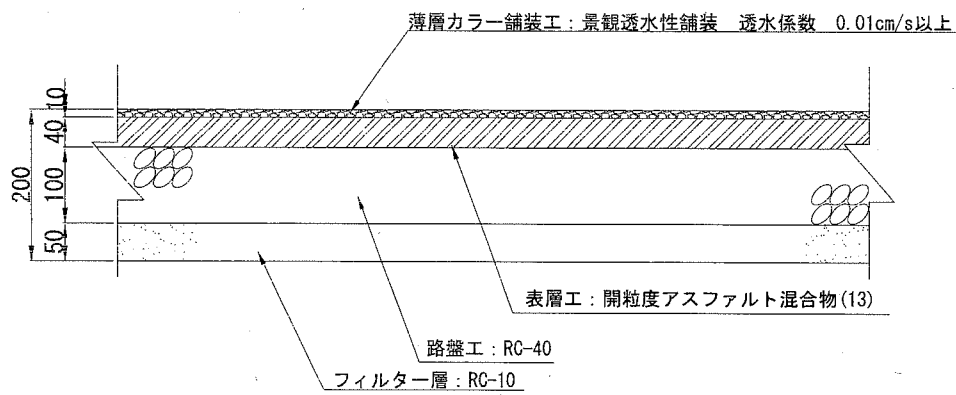 薄層カラー舗装工：景観透水性舗装　透水係数　0.01cm/s以上
10
40
100
200
50
表層工：開粒度アスファルト混合物(13)
路盤工：RC-40
フィルター層：RC-10